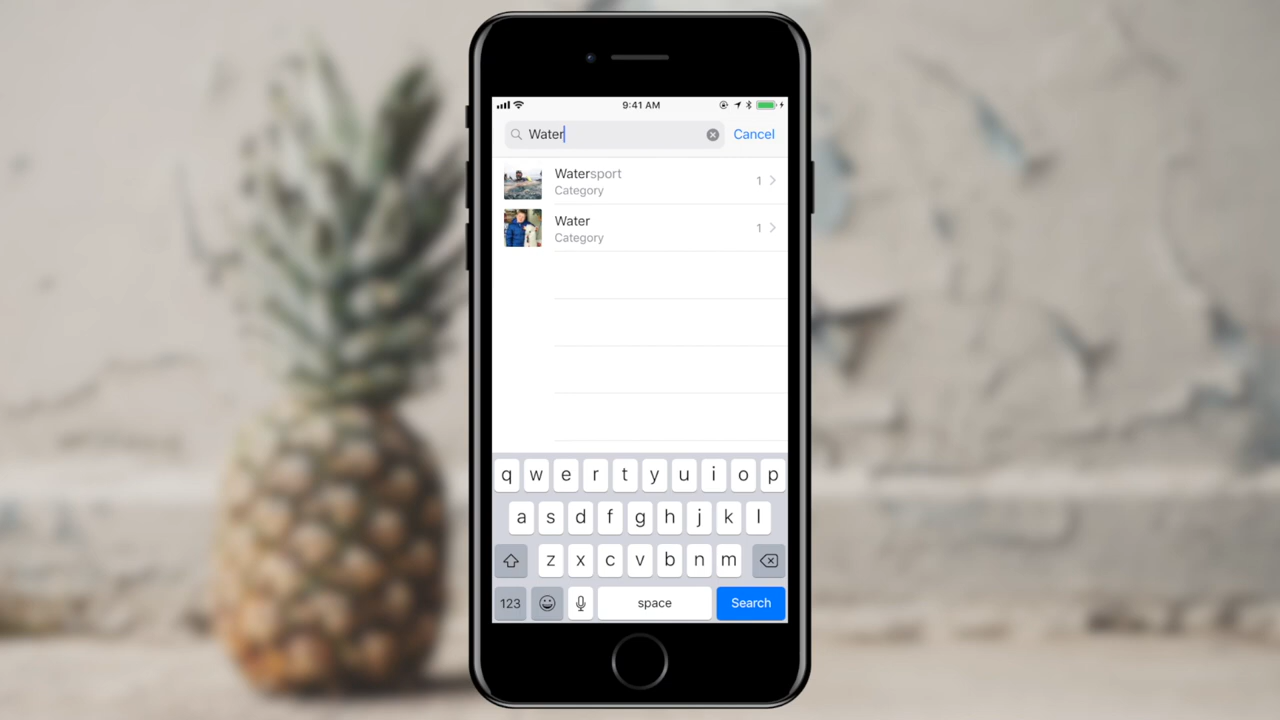 9:41 AM
Water
Cancel
Watersport
Category
1
Water
Category
1
q w e r t y u i o p
a s d f g h j k l
z x c v b n m
123 space Search